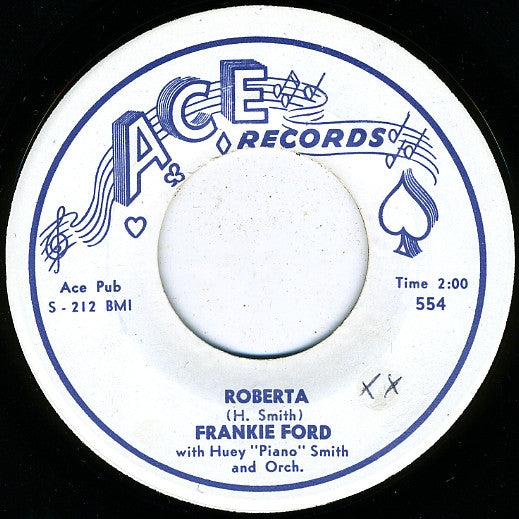 ACE
RECORDS
Ace Pub
S - 212 BMI
Time 2:00
554
ROBERTA
(H. Smith)
FRANKIE FORD
with Huey "Piano" Smith
and Orch.
XX